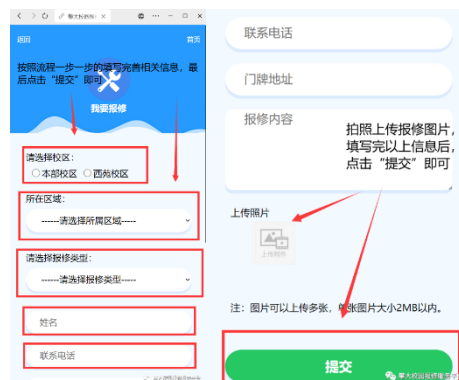 返回
首页
按照流程一步一步的填写完善相关信息，最
后点击“提交”即可
我要报修
请选择校区：
本部校区
西苑校区
所在区域：
------请选择所属区域-----
请选择报修类型：
------请选择报修类型-----
姓名
联系电话
联系电话
门牌地址
报修内容
拍照上传报修图片，
填写完以上信息后，
点击“提交”即可
上传照片
上传照片
注：图片可以上传多张，单张图片大小2MB以内。
提交